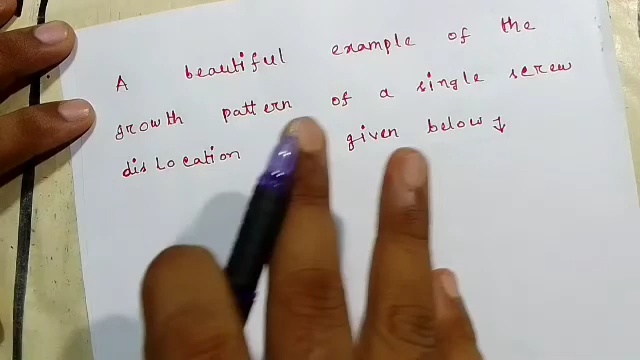 A beautiful example of the
growth pattern of a single screw
dislocation given below ↓